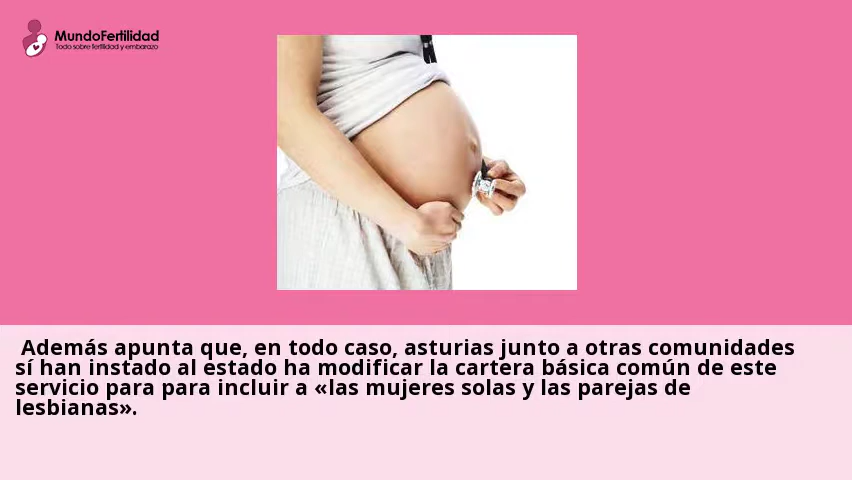 MundoFertilidad
Todo sobre fertilidad y embarazo
Además apunta que, en todo caso, asturias junto a otras comunidades
sí han instado al estado ha modificar la cartera básica común de este
servicio para para incluir a «las mujeres solas y las parejas de
lesbianas».